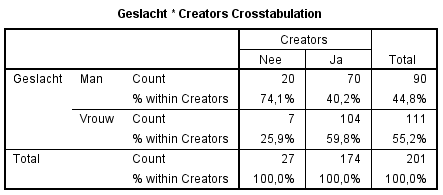 Geslacht * Creators Crosstabulation
Creators
Nee Ja Total
Geslacht Man Count 20 70 90
% within Creators 74,1% 40,2% 44,8%
Vrouw Count 7 104 111
% within Creators 25,9% 59,8% 55,2%
Total Count 27 174 201
% within Creators 100,0% 100,0% 100,0%